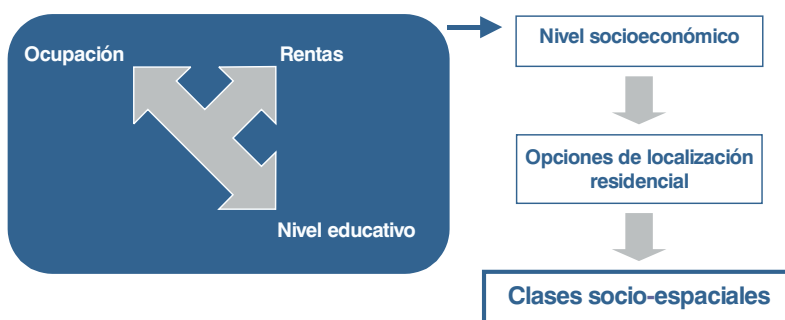 Ocupación
Rentas
Nivel educativo
Nivel socioeconómico
Opciones de localización
residencial
Clases socio-espaciales